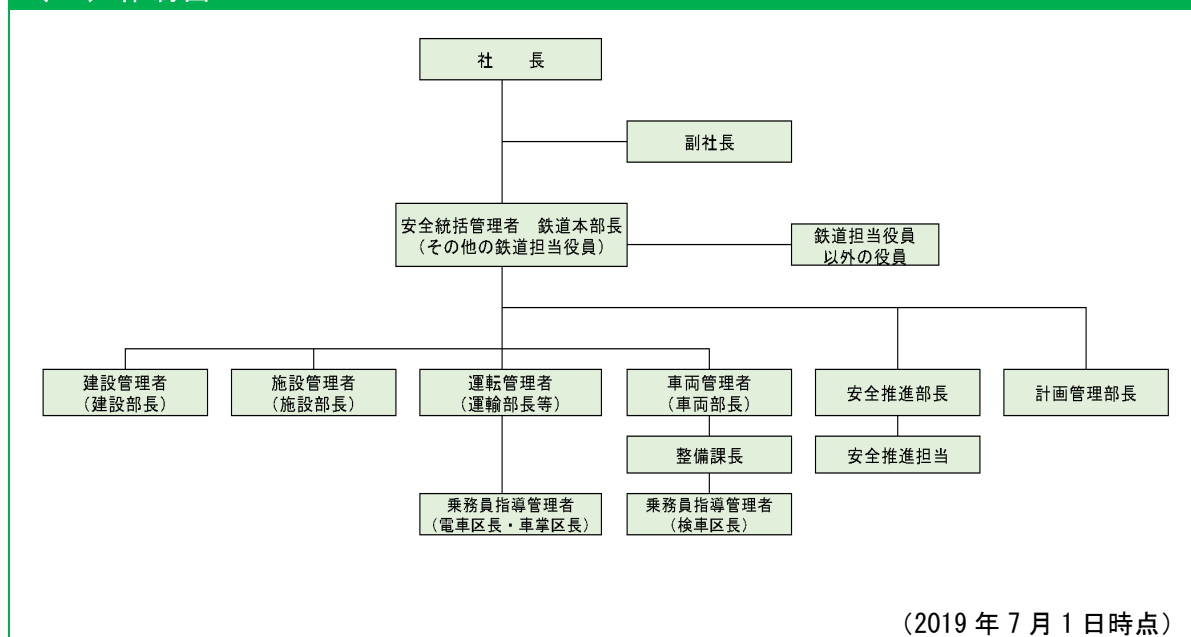 社　　長
副社長
安全統括管理者　鉄道本部長
（その他の鉄道担当役員）
鉄道担当役員
以外の役員
建設管理者
（建設部長）
施設管理者
（施設部長）
運転管理者
（運輸部長等）
車両管理者
（車両部長）
安全推進部長
計画管理部長
整備課長
安全推進担当
乗務員指導管理者
（電車区長・車掌区長）
乗務員指導管理者
（検車区長）
（2019 年 7 月 1 日時点）